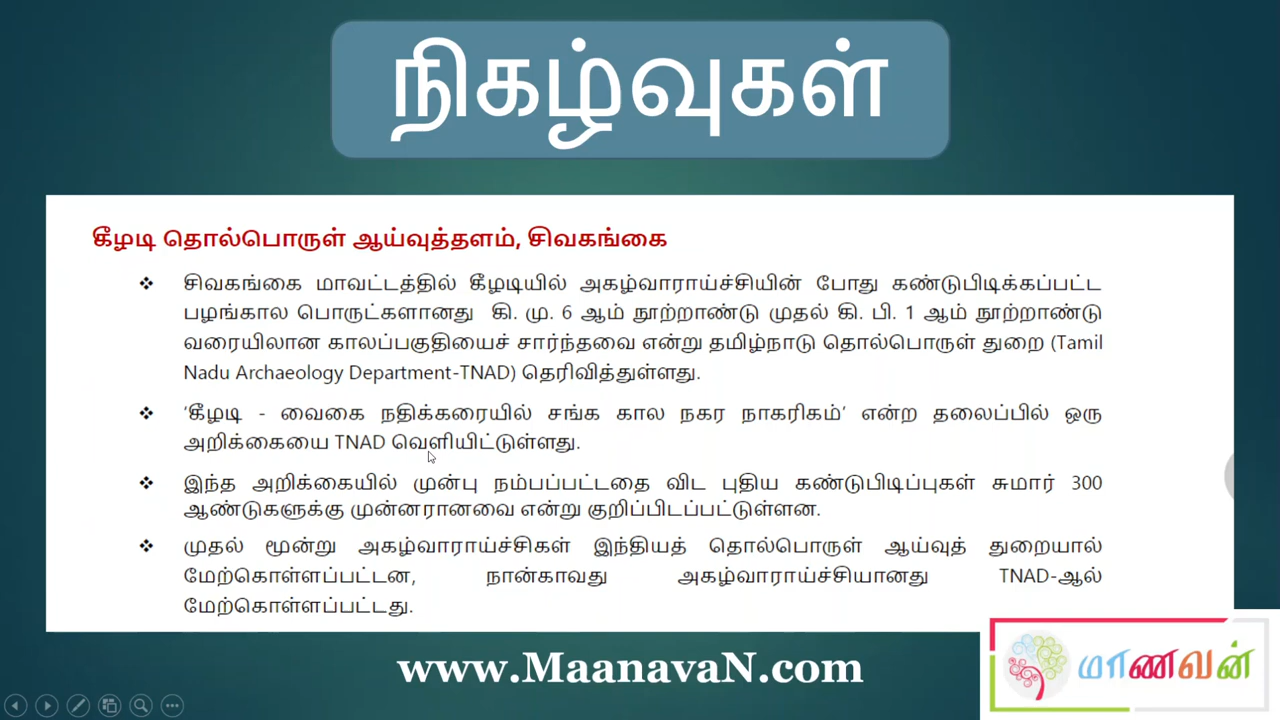 நிகழ்வுகள்
கீழடி தொல்பொருள் ஆய்வுத்தளம், சிவகங்கை
❖ சிவகங்கை மாவட்டத்தில் கீழடியில் அகழ்வாராய்ச்சியின் போது கண்டுபிடிக்கப்பட்ட
பழங்கால பொருட்களானது கி. மு. 6 ஆம் நூற்றாண்டு முதல் கி. பி. 1 ஆம் நூற்றாண்டு
வரையிலான காலப்பகுதியைச் சார்ந்தவை என்று தமிழ்நாடு தொல்பொருள் துறை (Tamil
Nadu Archaeology Department-TNAD) தெரிவித்துள்ளது.
❖ ‘கீழடி - வைகை நதிக்கரையில் சங்க கால நகர நாகரிகம்’ என்ற தலைப்பில் ஒரு
அறிக்கையை TNAD வெளியிட்டுள்ளது.
❖ இந்த அறிக்கையில் முன்பு நம்பப்பட்டதை விட புதிய கண்டுபிடிப்புகள் சுமார் 300
ஆண்டுகளுக்கு முன்னரானவை என்று குறிப்பிடப்பட்டுள்ளன.
❖ முதல் மூன்று அகழ்வாராய்ச்சிகள் இந்தியத் தொல்பொருள் ஆய்வுத் துறையால்
மேற்கொள்ளப்பட்டன, நான்காவது அகழ்வாராய்ச்சியானது TNAD-ஆல்
மேற்கொள்ளப்பட்டது.
www.MaanavaN.com
மாணவன்